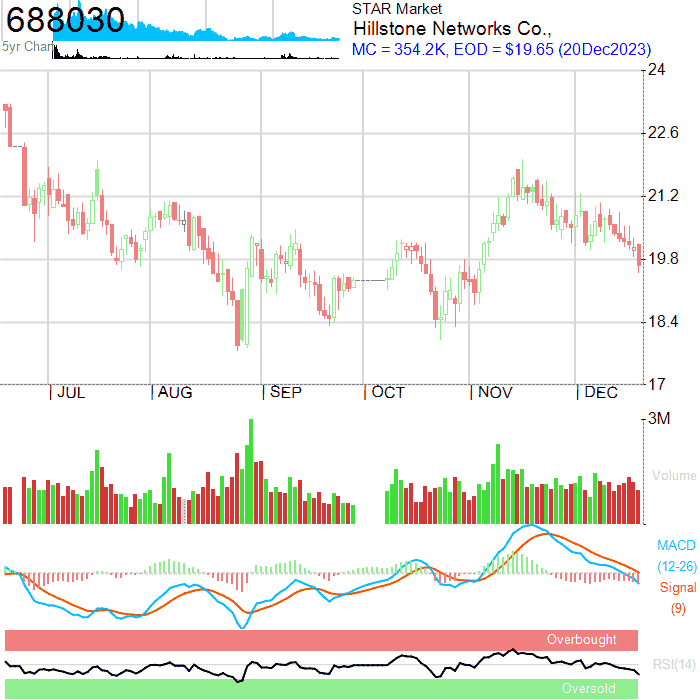 688030
5yr Chart
STAR Market
Hillstone Networks Co.,
MC = 354.2K, EOD = $19.65 (20Dec2023)
24
22.6
21.2
19.8
18.4
17
JUL AUG SEP OCT NOV DEC
3M
Volume
MACD
(12-26)
Signal
(9)
Overbought
RSI(14)
Oversold